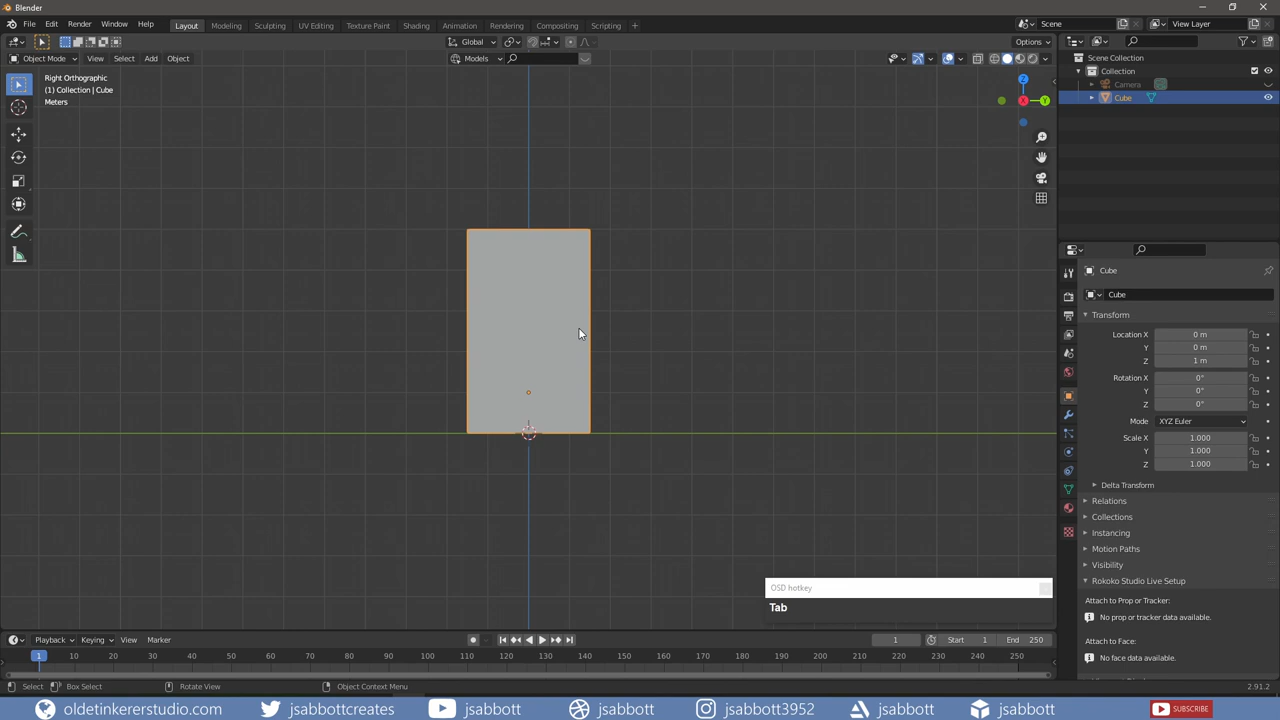 Blender
File Edit Render Window Help Layout Modeling Sculpting UV Editing Texture Paint Shading Animation Rendering Compositing Scripting + Scene View Layer
Global Options
Object Mode View Select Add Object Models
Right Orthographic
(1) Collection | Cube
Meters
Z
X
Y
Scene Collection
Collection
Camera
Cube
Cube
Cube
Transform
Location X 0 m
Y 0 m
Z 1 m
Rotation X 0°
Y 0°
Z 0°
Mode XYZ Euler
Scale X 1.000
Y 1.000
Z 1.000
Delta Transform
Relations
Collections
Instancing
Motion Paths
Visibility
Rokoko Studio Live Setup
Attach to Prop or Tracker:
No prop or tracker data available.
Attach to Face:
No face data available.
OSD hotkey
Tab
Playback Keying View Marker 1 Start 1 End 250
1 10 20 30 40 50 60 70 80 90 100 110 120 130 140 150 160 170 180 190 200 210 220 230 240 250
Select Box Select Rotate View Object Context Menu 2.91.2
oldetinkererstudio.com jsabbottcreates jsabbott jsabbott jsabbott3952 jsabbott jsabbott SUBSCRIBE